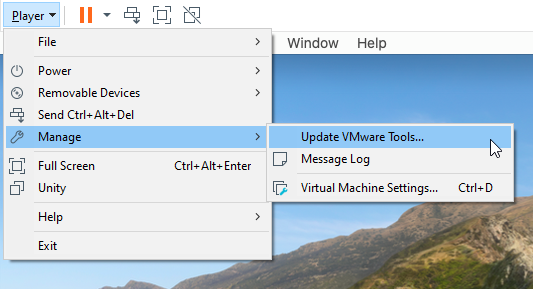 Player
File
Window Help
Power
Removable Devices
Send Ctrl+Alt+Del
Manage
Update VMware Tools...
Message Log
Full Screen Ctrl+Alt+Enter
Unity
Virtual Machine Settings... Ctrl+D
Help
Exit